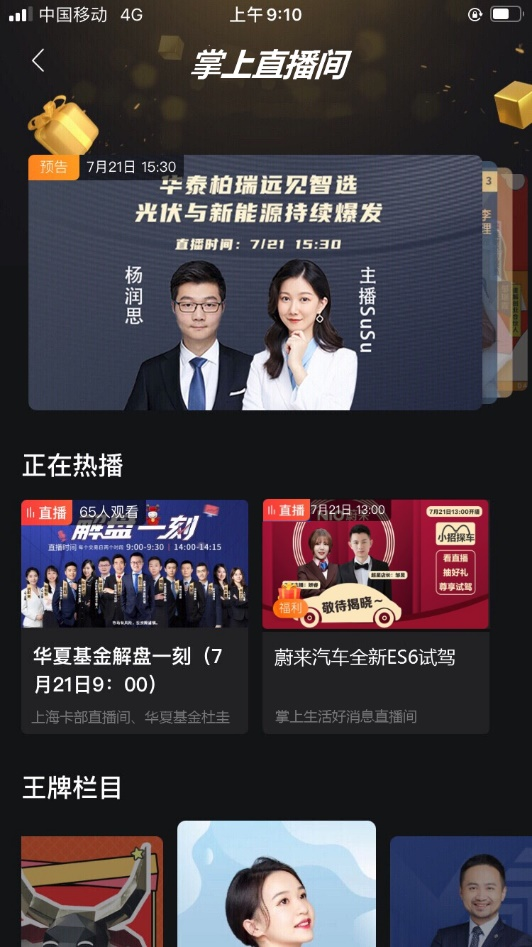 中国移动 4G 上午9:10
掌上直播间
预告 7月21日 15:30
华泰柏瑞远见智选
光伏与新能源持续爆发
直播时间：7/21 15:30
杨润思
主播SuSu
正在热播
直播 65人观看
解盘一刻
直播时间 每个交易日两个时间 9:00-9:30 | 14:00-14:15
华夏基金解盘一刻（7
月21日9：00）
上海卡部直播间、华夏基金杜圭
直播 7月21日 13:00
7月21日13:00开播
小招探车
看直播
抽好礼
尊享试驾
福利
敬待揭晓~
蔚来汽车全新ES6试驾
掌上生活好消息直播间
王牌栏目